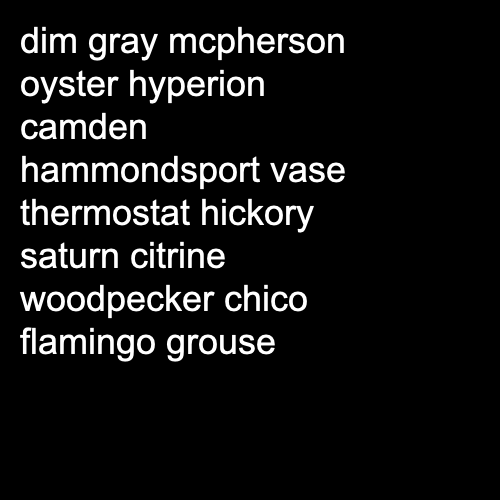 dim gray mcpherson
oyster hyperion
camden
hammondsport vase
thermostat hickory
saturn citrine
woodpecker chico
flamingo grouse